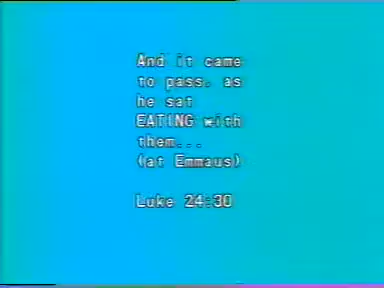 And it came
to pass, as
he sat
EATING with
them...
(at Emmaus)
Luke 24:30